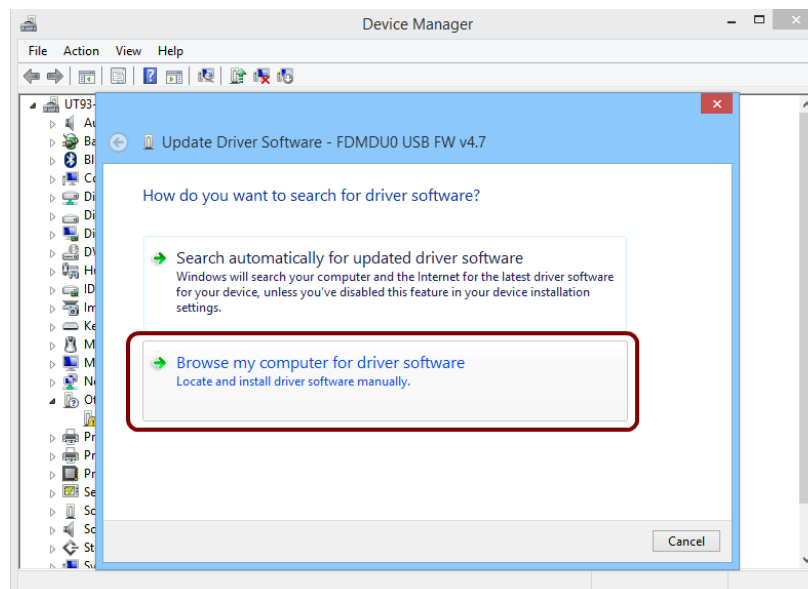 Device Manager
File Action View Help
UT93-
Update Driver Software - FDMDU0 USB FW v4.7
How do you want to search for driver software?
Search automatically for updated driver software
Windows will search your computer and the Internet for the latest driver software
for your device, unless you've disabled this feature in your device installation
settings.
Browse my computer for driver software
Locate and install driver software manually.
Cancel